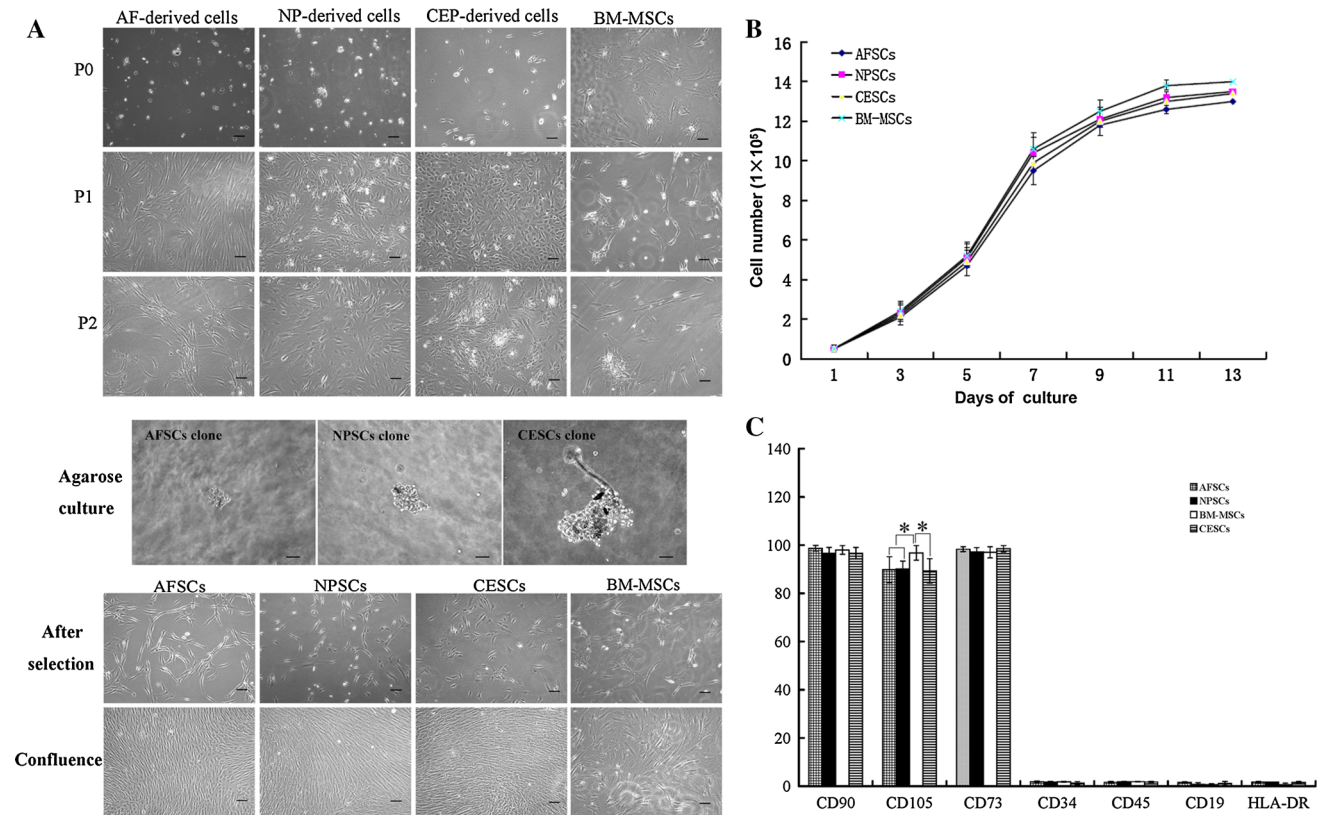 A
AF-derived cells NP-derived cells CEP-derived cells BM-MSCs
P0
P1
P2
Agarose
culture
AFSCs clone NPSCs clone CESCs clone
AFSCs NPSCs CESCs BM-MSCs
After
selection
Confluence
B
16
14
12
10
8
6
4
2
0
Cell number (1×10⁵)
AFSCs
NPSCs
CESCs
BM-MSCs
1 3 5 7 9 11 13
Days of culture
C
140
120
100
80
60
40
20
0
* *
AFSCs
NPSCs
BM-MSCs
CESCs
CD90 CD105 CD73 CD34 CD45 CD19 HLA-DR